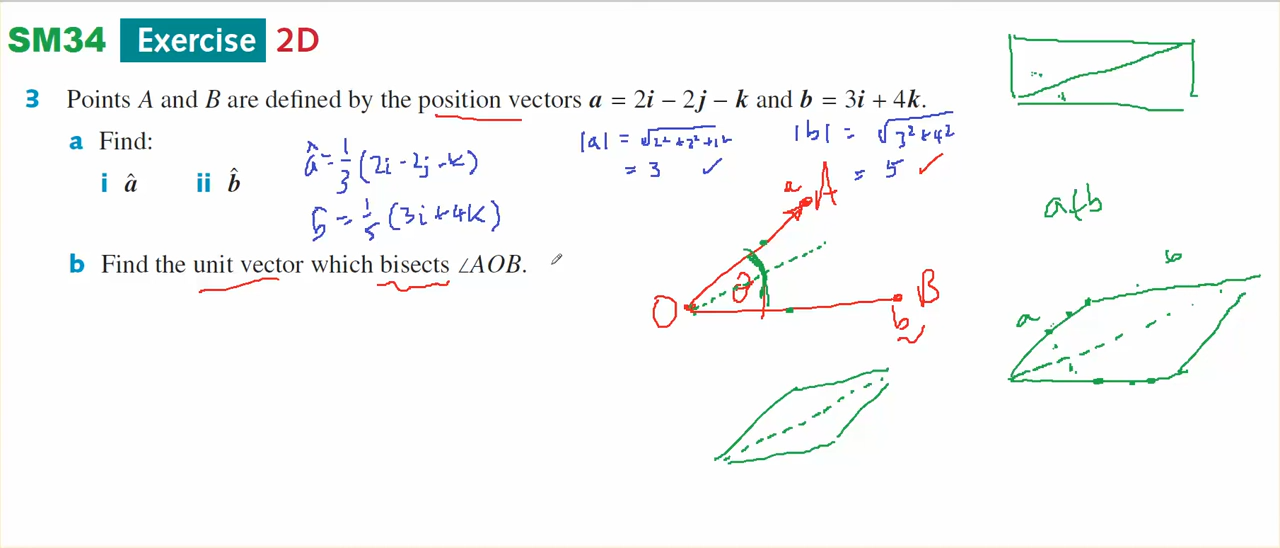 SM34 Exercise 2D
3 Points A and B are defined by the position vectors a = 2i − 2j − k and b = 3i + 4k.
a Find:
i â ii b̂
â = 1/3 (2i - 2j - k)
b̂ = 1/5 (3i + 4k)
|a| = √2² + 2² + 1²
= 3 ✓
|b| = √3² + 4²
= 5 ✓
b Find the unit vector which bisects ∠AOB.
a A
O θ B
b
a+b
a b